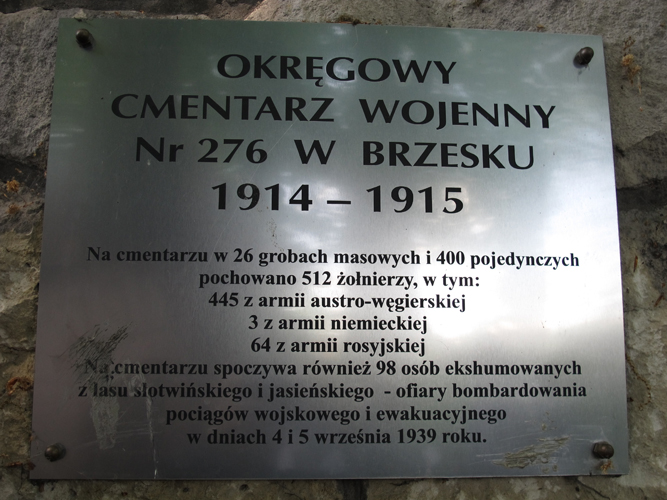 OKRĘGOWY
CMENTARZ WOJENNY
Nr 276 W BRZESKU
1914 – 1915
Na cmentarzu w 26 grobach masowych i 400 pojedynczych
pochowano 512 żołnierzy, w tym:
445 z armii austro-węgierskiej
3 z armii niemieckiej
64 z armii rosyjskiej
Na cmentarzu spoczywa również 98 osób ekshumowanych
z lasu słotwińskiego i jasieńskiego - ofiary bombardowania
pociągów wojskowego i ewakuacyjnego
w dniach 4 i 5 września 1939 roku.